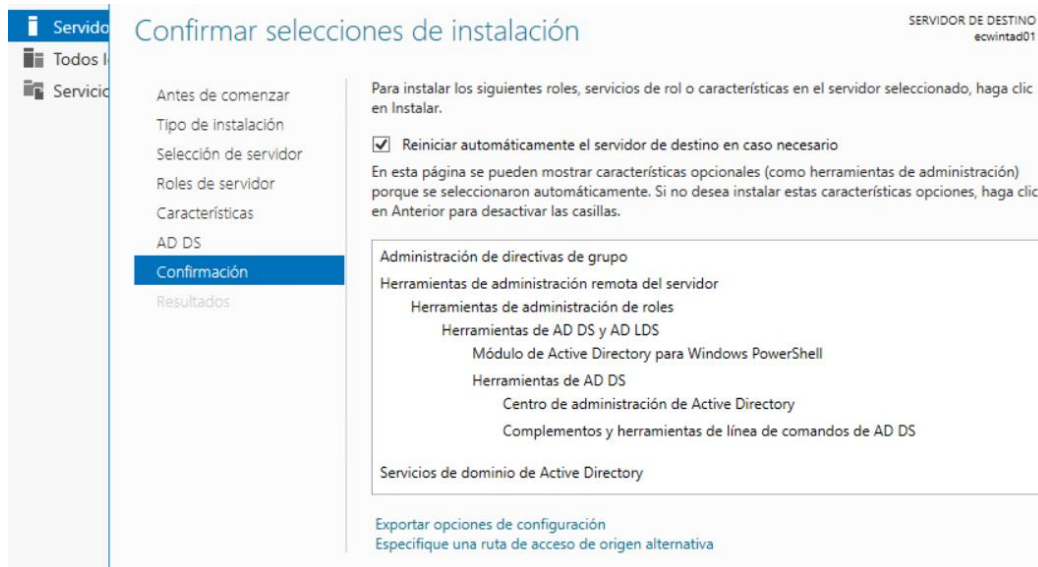 Servido
Confirmar selecciones de instalación
SERVIDOR DE DESTINO
ecwintad01
Todos l
Servicio
Antes de comenzar
Tipo de instalación
Selección de servidor
Roles de servidor
Características
AD DS
Confirmación
Resultados
Para instalar los siguientes roles, servicios de rol o características en el servidor seleccionado, haga clic
en Instalar.
Reiniciar automáticamente el servidor de destino en caso necesario
En esta página se pueden mostrar características opcionales (como herramientas de administración)
porque se seleccionaron automáticamente. Si no desea instalar estas características opciones, haga clic
en Anterior para desactivar las casillas.
Administración de directivas de grupo
Herramientas de administración remota del servidor
Herramientas de administración de roles
Herramientas de AD DS y AD LDS
Módulo de Active Directory para Windows PowerShell
Herramientas de AD DS
Centro de administración de Active Directory
Complementos y herramientas de línea de comandos de AD DS
Servicios de dominio de Active Directory
Exportar opciones de configuración
Especifique una ruta de acceso de origen alternativa